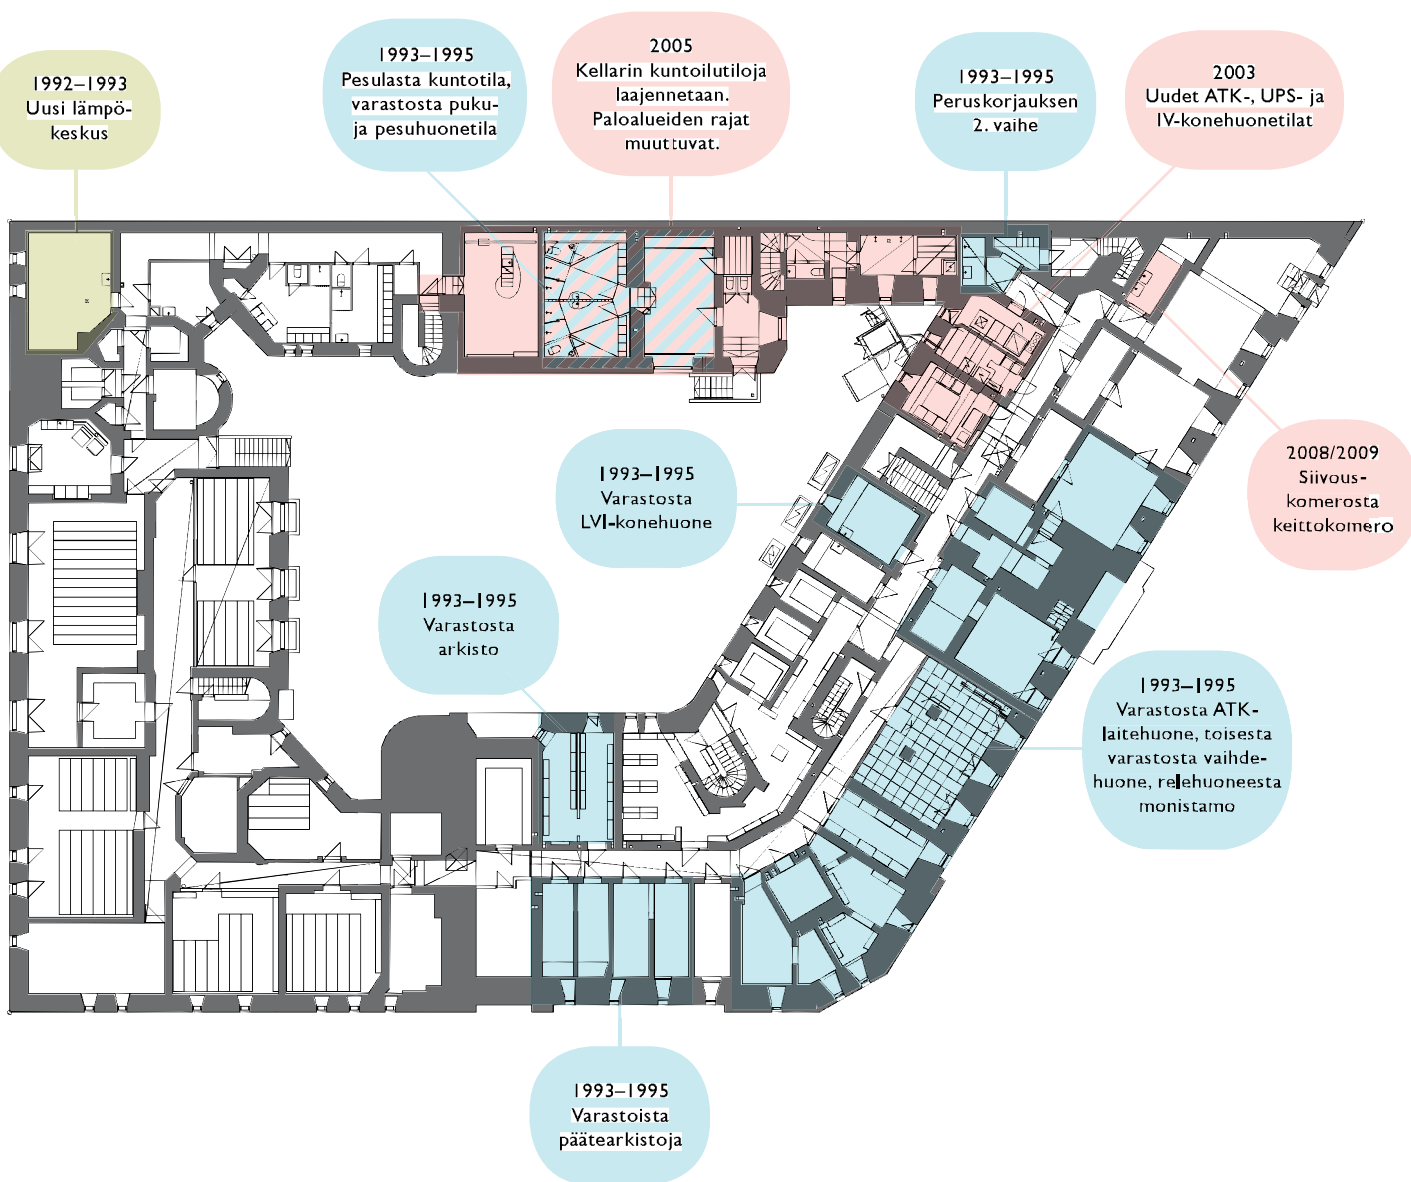 1992–1993
Uusi lämpö-
keskus
1993–1995
Pesulasta kuntotila,
varastosta puku-
ja pesuhuonetila
2005
Kellarin kuntoilutiloja
laajennetaan.
Paloalueiden rajat
muuttuvat.
1993–1995
Peruskorjauksen
2. vaihe
2003
Uudet ATK-, UPS- ja
IV-konehuonetilat
1993–1995
Varastosta
LVI-konehuone
2008/2009
Siivous-
komerosta
keittokomero
1993–1995
Varastosta
arkisto
1993–1995
Varastosta ATK-
laitehuone, toisesta
varastosta vaihde-
huone, relehuoneesta
monistamo
1993–1995
Varastoista
päätearkistoja